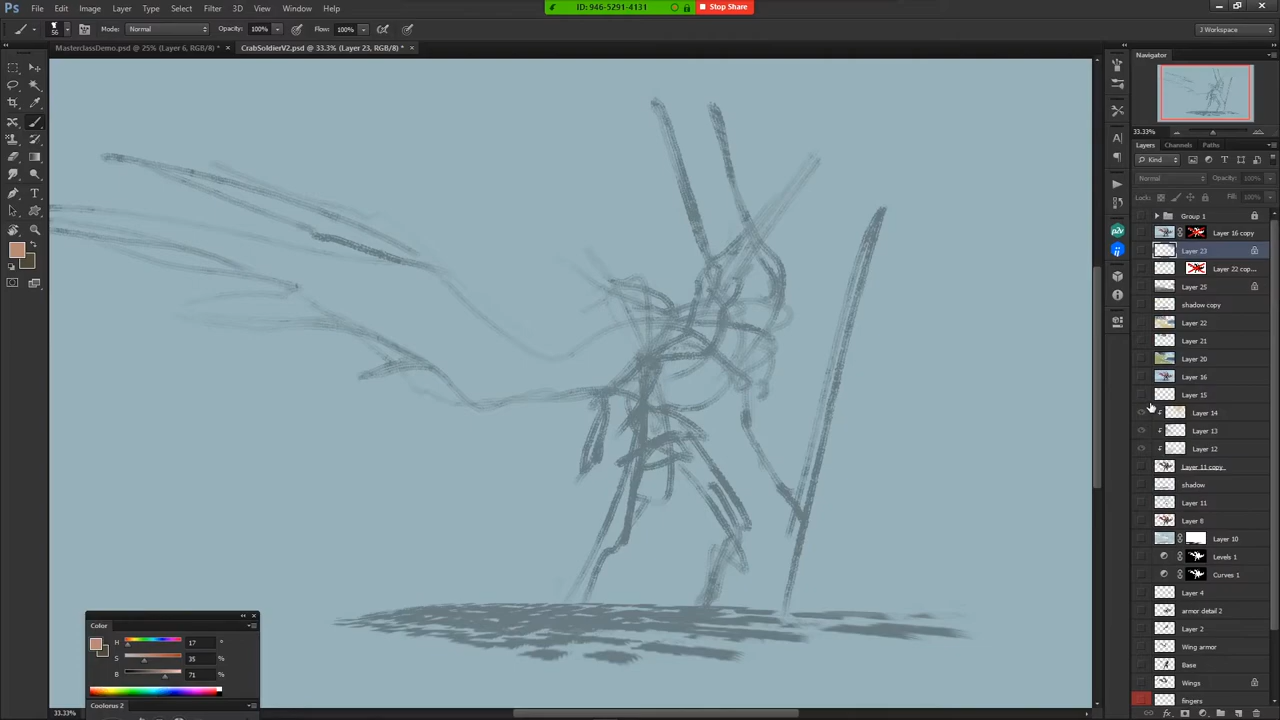 Ps File Edit Image Layer Type Select Filter 3D View Window Help
ID: 946-5291-4131 Stop Share
56 Mode: Normal Opacity: 100% Flow: 100% J Workspace
MasterclassDemo.psd @ 25% (Layer 6, RGB/8) * × CrabSoldierV2.psd @ 33.3% (Layer 23, RGB/8) * ×
Navigator
33.33%
Layers Channels Paths
Kind
Normal Opacity: 100%
Lock: Fill: 100%
Group 1
Layer 16 copy
Layer 23
Layer 22 cop...
Layer 25
shadow copy
Layer 22
Layer 21
Layer 20
Layer 16
Layer 15
Layer 14
Layer 13
Layer 12
Layer 11 copy
shadow
Layer 11
Layer 8
Layer 10
Levels 1
Curves 1
Layer 4
armor detail 2
Layer 2
Wing armor
Base
Wings
fingers
Color
H 17 °
S 35 %
B 71 %
Coloruos 2
33.33%